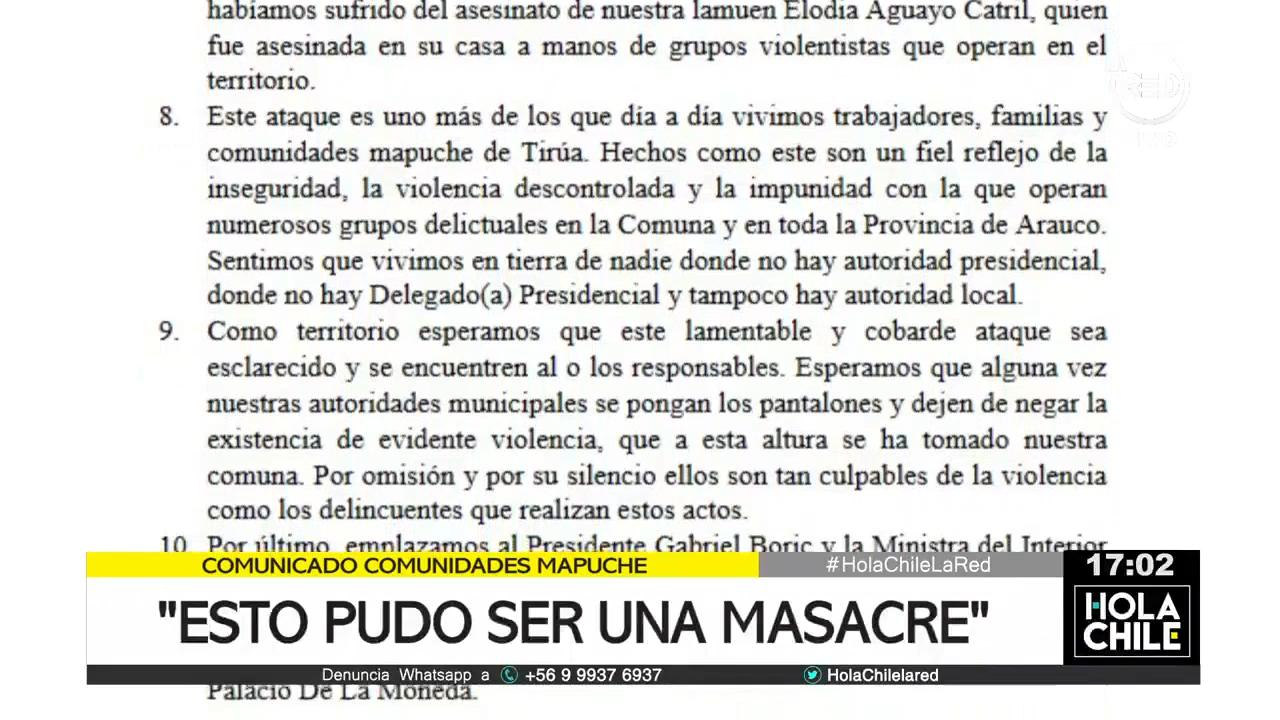 habíamos sufrido del asesinato de nuestra lamuen Elodia Aguayo Catril, quien
fue asesinada en su casa a manos de grupos violentistas que operan en el
territorio.
8. Este ataque es uno más de los que día a día vivimos trabajadores, familias y
comunidades mapuche de Tirúa. Hechos como este son un fiel reflejo de la
inseguridad, la violencia descontrolada y la impunidad con la que operan
numerosos grupos delictuales en la Comuna y en toda la Provincia de Arauco.
Sentimos que vivimos en tierra de nadie donde no hay autoridad presidencial,
donde no hay Delegado(a) Presidencial y tampoco hay autoridad local.
9. Como territorio esperamos que este lamentable y cobarde ataque sea
esclarecido y se encuentren al o los responsables. Esperamos que alguna vez
nuestras autoridades municipales se pongan los pantalones y dejen de negar la
existencia de evidente violencia, que a esta altura se ha tomado nuestra
comuna. Por omisión y por su silencio ellos son tan culpables de la violencia
como los delincuentes que realizan estos actos.
10. Por último, emplazamos al Presidente Gabriel Boric y la Ministra del Interior
COMUNICADO COMUNIDADES MAPUCHE
#HolaChileLaRed
17:02
"ESTO PUDO SER UNA MASACRE"
HOLA
CHILE
Denuncia Whatsapp a +56 9 9937 6937
HolaChilelared
Palacio De La Moneda.
LA
RED